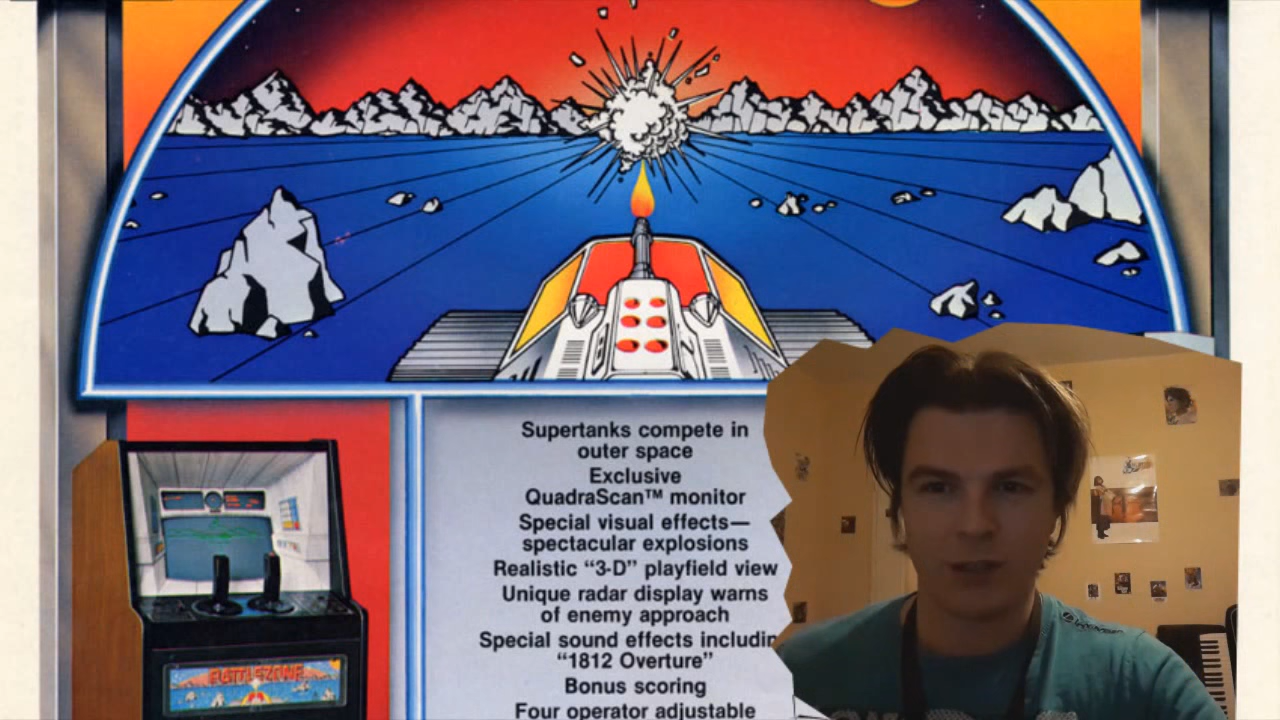 Supertanks compete in
outer space
Exclusive
QuadraScan™ monitor
Special visual effects—
spectacular explosions
Realistic “3-D” playfield view
Unique radar display warns
of enemy approach
Special sound effects includin
“1812 Overture”
Bonus scoring
Four operator adjustable
BATTLEZONE